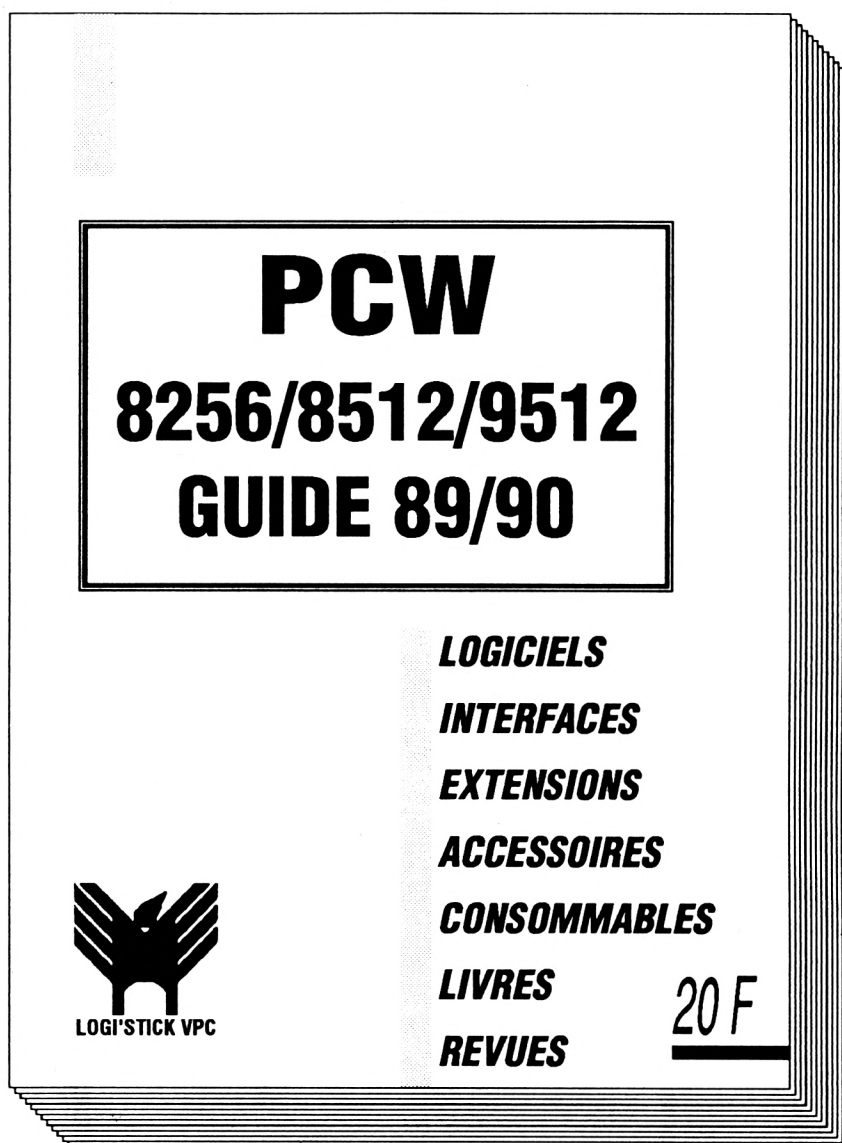 PCW
8256/8512/9512
GUIDE 89/90
LOGICIELS
INTERFACES
EXTENSIONS
ACCESSOIRES
CONSOMMABLES
LIVRES
REVUES
20 F
LOGI'STICK VPC